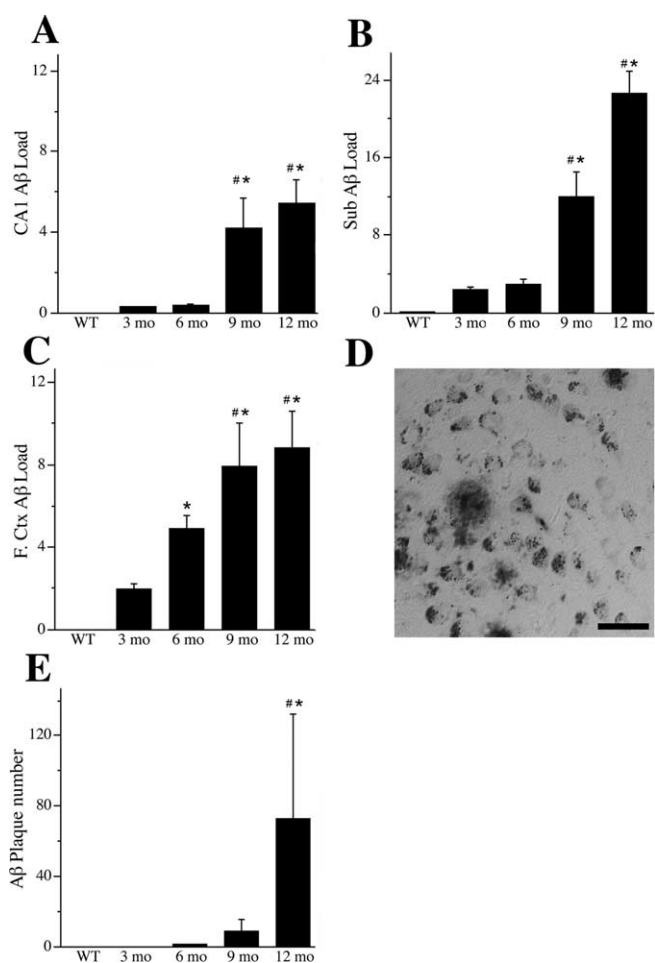 A
CA1 Aβ Load
12
8
4
0
#* #*
WT 3 mo 6 mo 9 mo 12 mo
B
Sub Aβ Load
24
16
8
0
#* #*
WT 3 mo 6 mo 9 mo 12 mo
C
F. Ctx Aβ Load
12
8
4
0
* #* #*
WT 3 mo 6 mo 9 mo 12 mo
D
E
Aβ Plaque number
120
80
40
0
#*
WT 3 mo 6 mo 9 mo 12 mo